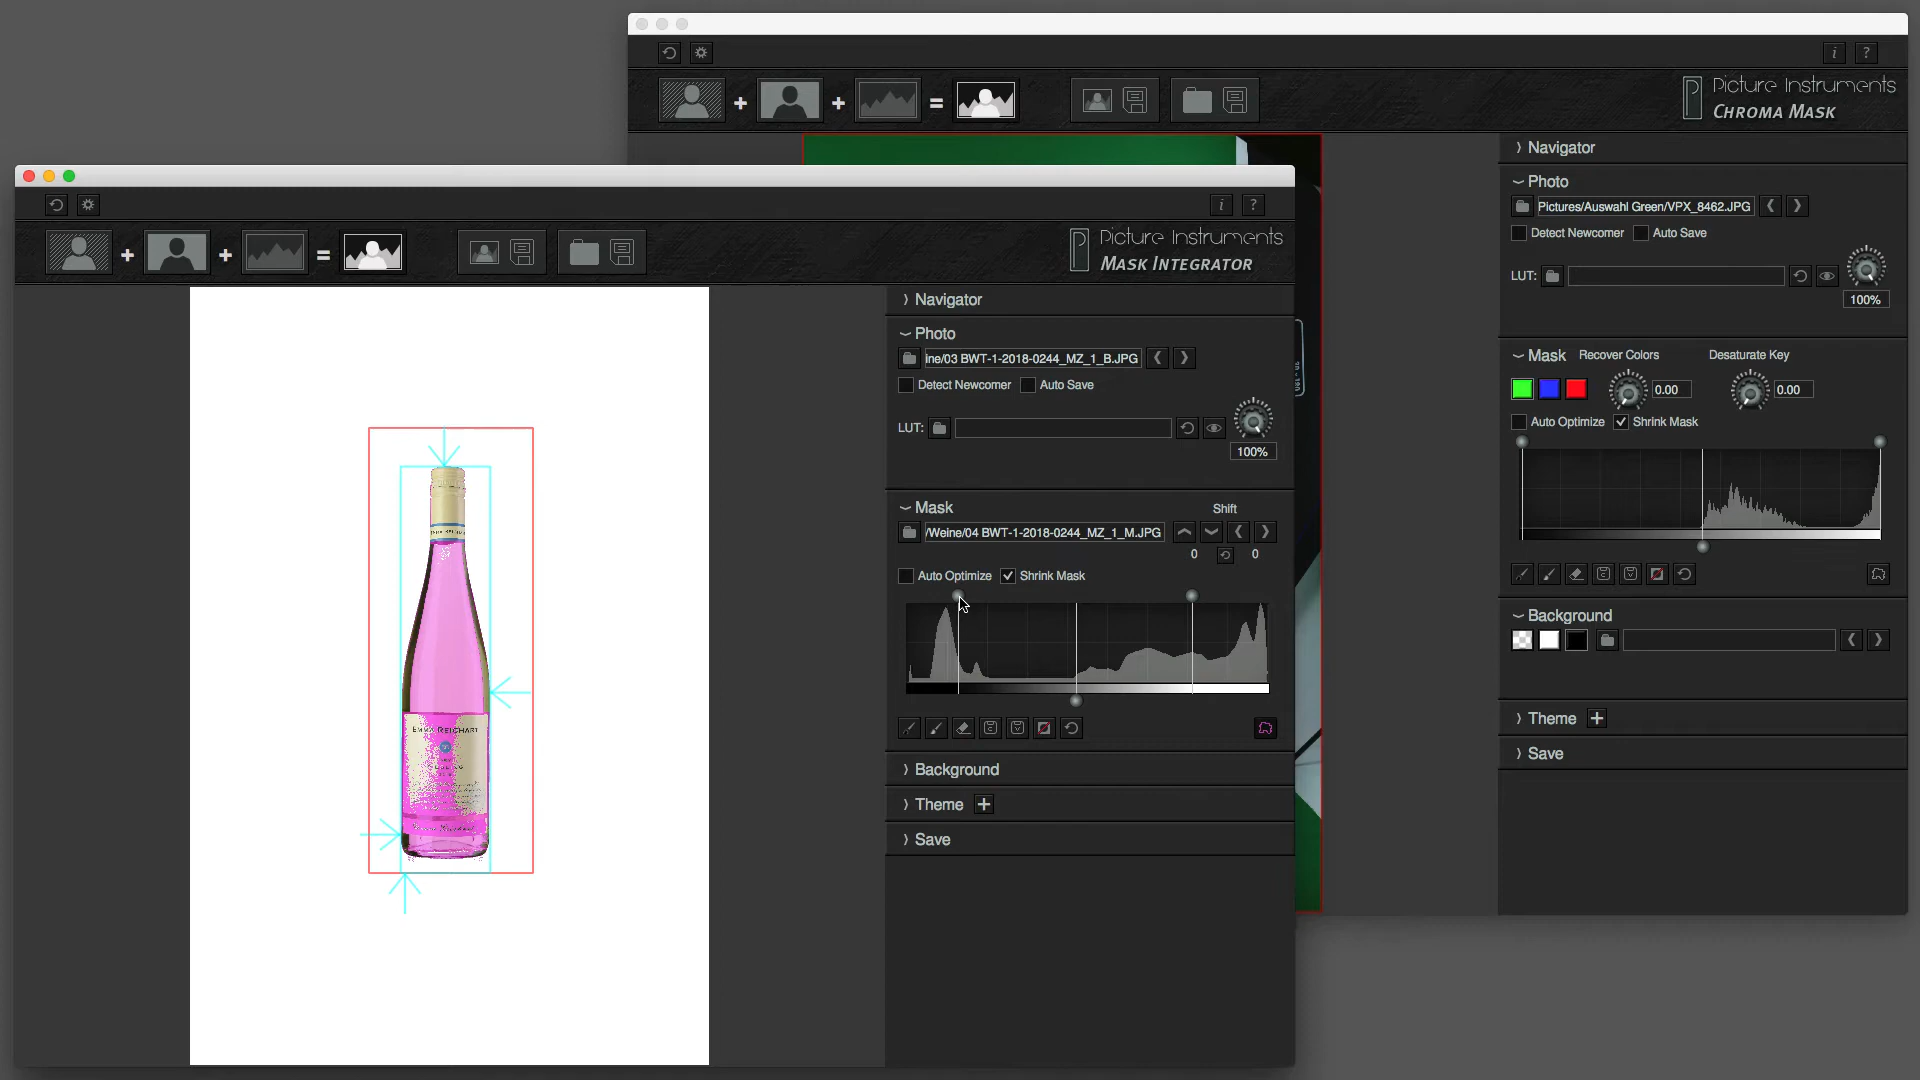 i ?
Picture Instruments
Chroma Mask
Navigator
Photo
Pictures/Auswahl Green/VPX_8462.JPG
Detect Newcomer Auto Save
LUT:
100%
Mask Recover Colors Desaturate Key
0.00 0.00
Auto Optimize Shrink Mask
Background
Theme +
Save
i ?
Picture Instruments
Mask Integrator
Navigator
Photo
ine/03 BWT-1-2018-0244_MZ_1_B.JPG
Detect Newcomer Auto Save
LUT:
100%
Mask Shift
/Weine/04 BWT-1-2018-0244_MZ_1_M.JPG
0 0
Auto Optimize Shrink Mask
Background
Theme +
Save
Emma Reichart